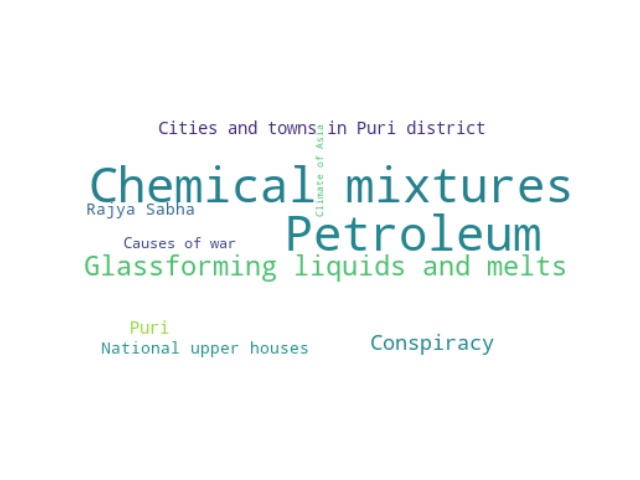 Cities and towns in Puri district
Climate of Asia
Chemical mixtures
Rajya Sabha
Petroleum
Causes of war
Glassforming liquids and melts
Puri
National upper houses
Conspiracy